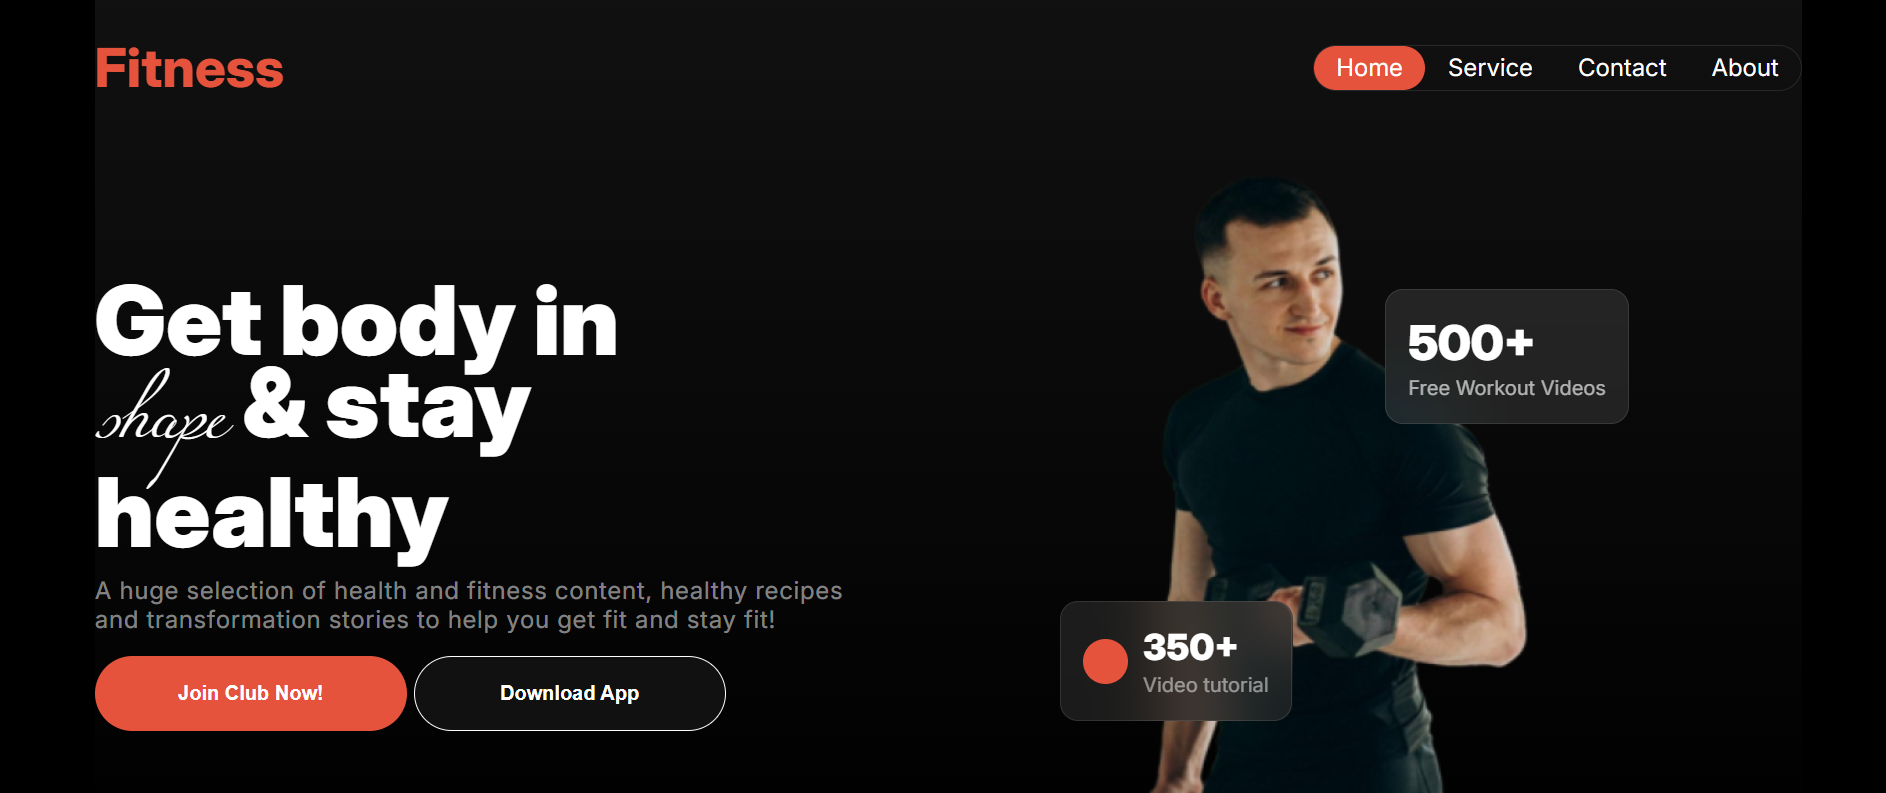 Fitness
Home Service Contact About
Get body in
shape & stay
healthy
A huge selection of health and fitness content, healthy recipes
and transformation stories to help you get fit and stay fit!
Join Club Now! Download App
500+
Free Workout Videos
350+
Video tutorial